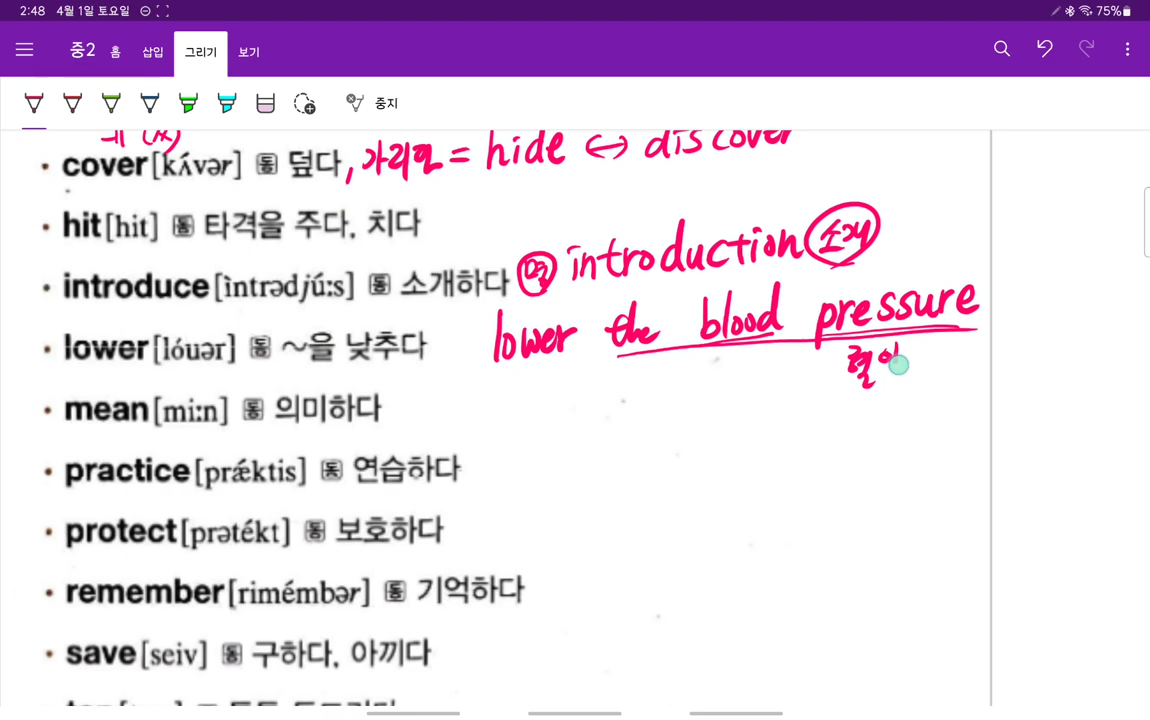 2:48 4월 1일 토요일 75%
중2 홈 삽입 그리기 보기
중지
cover[kʌ́vər] 동 덮다, 가리다 = hide ↔ discover
hit[hit] 동 타격을 주다, 치다
introduce[ìntrədjúːs] 동 소개하다 명 introduction 소개
lower[lóuər] 동 ～을 낮추다 lower the blood pressure
혈압
mean[miːn] 동 의미하다
practice[prǽktis] 동 연습하다
protect[prətékt] 동 보호하다
remember[rimémbər] 동 기억하다
save[seiv] 동 구하다, 아끼다